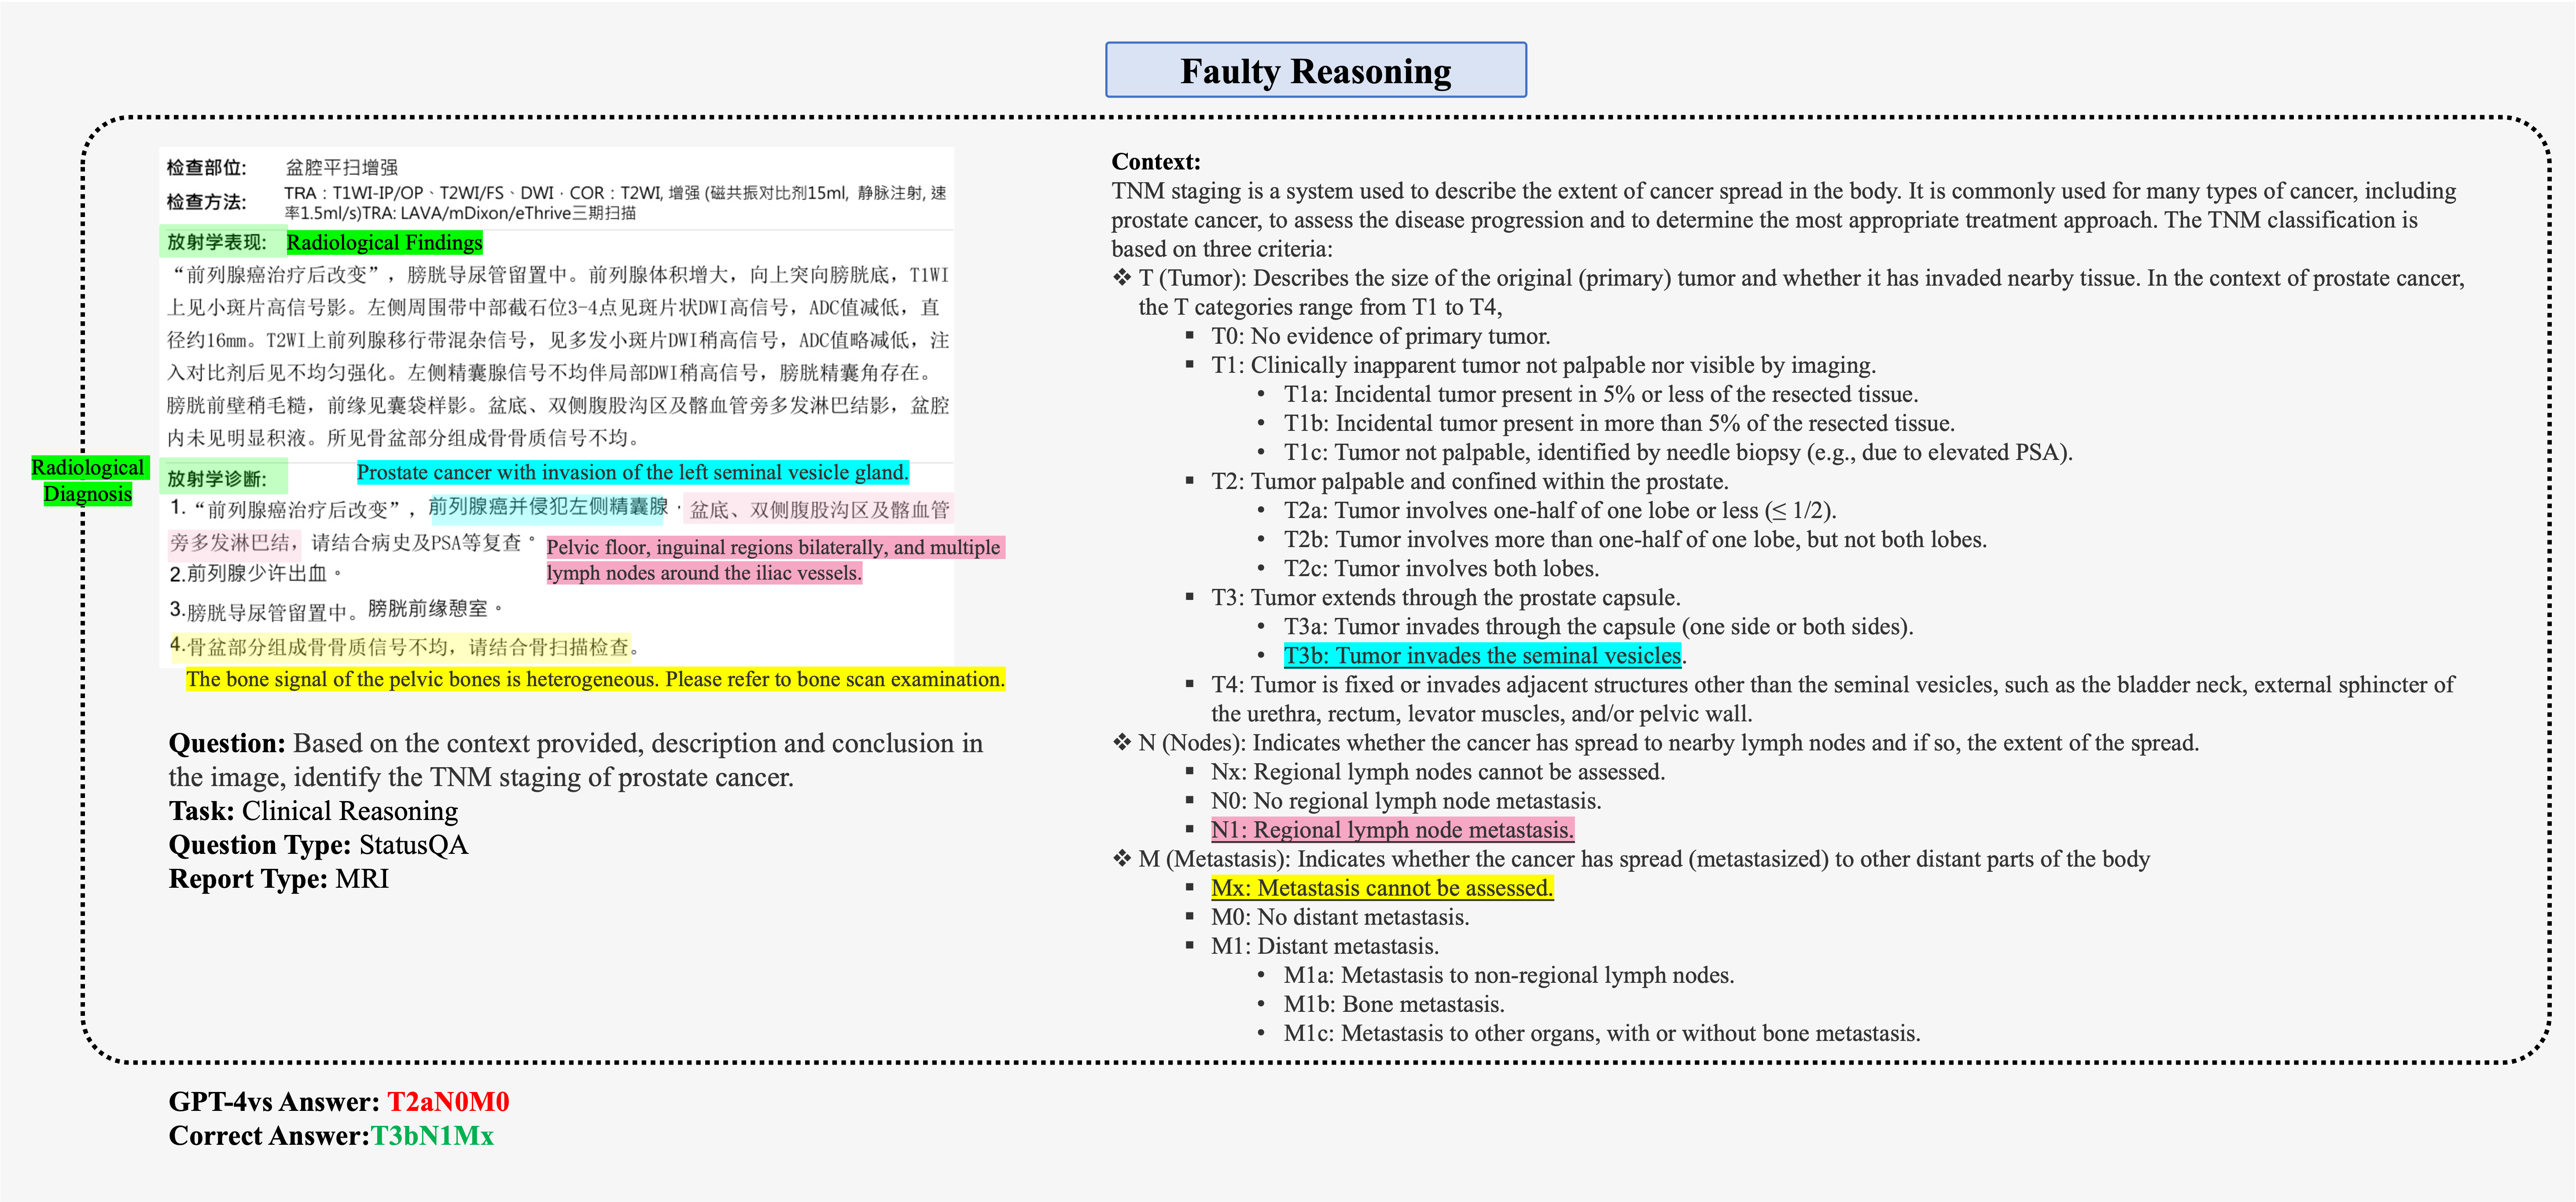 Faulty Reasoning
检查部位: 盆腔平扫增强
检查方法: TRA：T1WI-IP/OP、T2WI/FS、DWI · COR：T2WI, 增强 (磁共振对比剂15ml, 静脉注射, 速
率1.5ml/s)TRA: LAVA/mDixon/eThrive三期扫描
放射学表现: Radiological Findings
“前列腺癌治疗后改变”，膀胱导尿管留置中。前列腺体积增大，向上突向膀胱底，T1WI
上见小斑片高信号影。左侧周围带中部截石位3-4点见斑片状DWI高信号，ADC值减低，直
径约16mm。T2WI上前列腺移行带混杂信号，见多发小斑片DWI稍高信号，ADC值略减低，注
入对比剂后见不均匀强化。左侧精囊腺信号不均伴局部DWI稍高信号，膀胱精囊角存在。
膀胱前壁稍毛糙，前缘见囊袋样影。盆底、双侧腹股沟区及髂血管旁多发淋巴结影，盆腔
内未见明显积液。所见骨盆部分组成骨骨质信号不均。
Radiological
Diagnosis
放射学诊断:
Prostate cancer with invasion of the left seminal vesicle gland.
1. “前列腺癌治疗后改变”，前列腺癌并侵犯左侧精囊腺 · 盆底、双侧腹股沟区及髂血管
旁多发淋巴结，请结合病史及PSA等复查。
Pelvic floor, inguinal regions bilaterally, and multiple
lymph nodes around the iliac vessels.
2.前列腺少许出血。
3.膀胱导尿管留置中。膀胱前缘憩室。
4.骨盆部分组成骨骨质信号不均，请结合骨扫描检查。
The bone signal of the pelvic bones is heterogeneous. Please refer to bone scan examination.
Question: Based on the context provided, description and conclusion in
the image, identify the TNM staging of prostate cancer.
Task: Clinical Reasoning
Question Type: StatusQA
Report Type: MRI
Context:
TNM staging is a system used to describe the extent of cancer spread in the body. It is commonly used for many types of cancer, including
prostate cancer, to assess the disease progression and to determine the most appropriate treatment approach. The TNM classification is
based on three criteria:
❖ T (Tumor): Describes the size of the original (primary) tumor and whether it has invaded nearby tissue. In the context of prostate cancer,
the T categories range from T1 to T4,
▪ T0: No evidence of primary tumor.
▪ T1: Clinically inapparent tumor not palpable nor visible by imaging.
• T1a: Incidental tumor present in 5% or less of the resected tissue.
• T1b: Incidental tumor present in more than 5% of the resected tissue.
• T1c: Tumor not palpable, identified by needle biopsy (e.g., due to elevated PSA).
▪ T2: Tumor palpable and confined within the prostate.
• T2a: Tumor involves one-half of one lobe or less (≤ 1/2).
• T2b: Tumor involves more than one-half of one lobe, but not both lobes.
• T2c: Tumor involves both lobes.
▪ T3: Tumor extends through the prostate capsule.
• T3a: Tumor invades through the capsule (one side or both sides).
• T3b: Tumor invades the seminal vesicles.
▪ T4: Tumor is fixed or invades adjacent structures other than the seminal vesicles, such as the bladder neck, external sphincter of
the urethra, rectum, levator muscles, and/or pelvic wall.
❖ N (Nodes): Indicates whether the cancer has spread to nearby lymph nodes and if so, the extent of the spread.
▪ Nx: Regional lymph nodes cannot be assessed.
▪ N0: No regional lymph node metastasis.
▪ N1: Regional lymph node metastasis.
❖ M (Metastasis): Indicates whether the cancer has spread (metastasized) to other distant parts of the body
▪ Mx: Metastasis cannot be assessed.
▪ M0: No distant metastasis.
▪ M1: Distant metastasis.
• M1a: Metastasis to non-regional lymph nodes.
• M1b: Bone metastasis.
• M1c: Metastasis to other organs, with or without bone metastasis.
GPT-4vs Answer: T2aN0M0
Correct Answer:T3bN1Mx